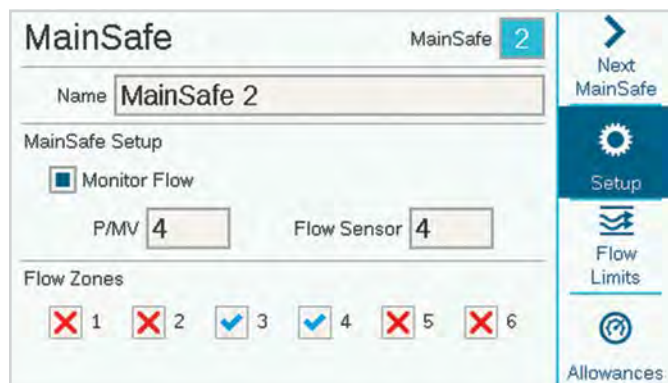 MainSafe
MainSafe 2
Name MainSafe 2
MainSafe Setup
Monitor Flow
P/MV 4 Flow Sensor 4
Flow Zones
1 2 3 4 5 6
Next
MainSafe
Setup
Flow
Limits
Allowances